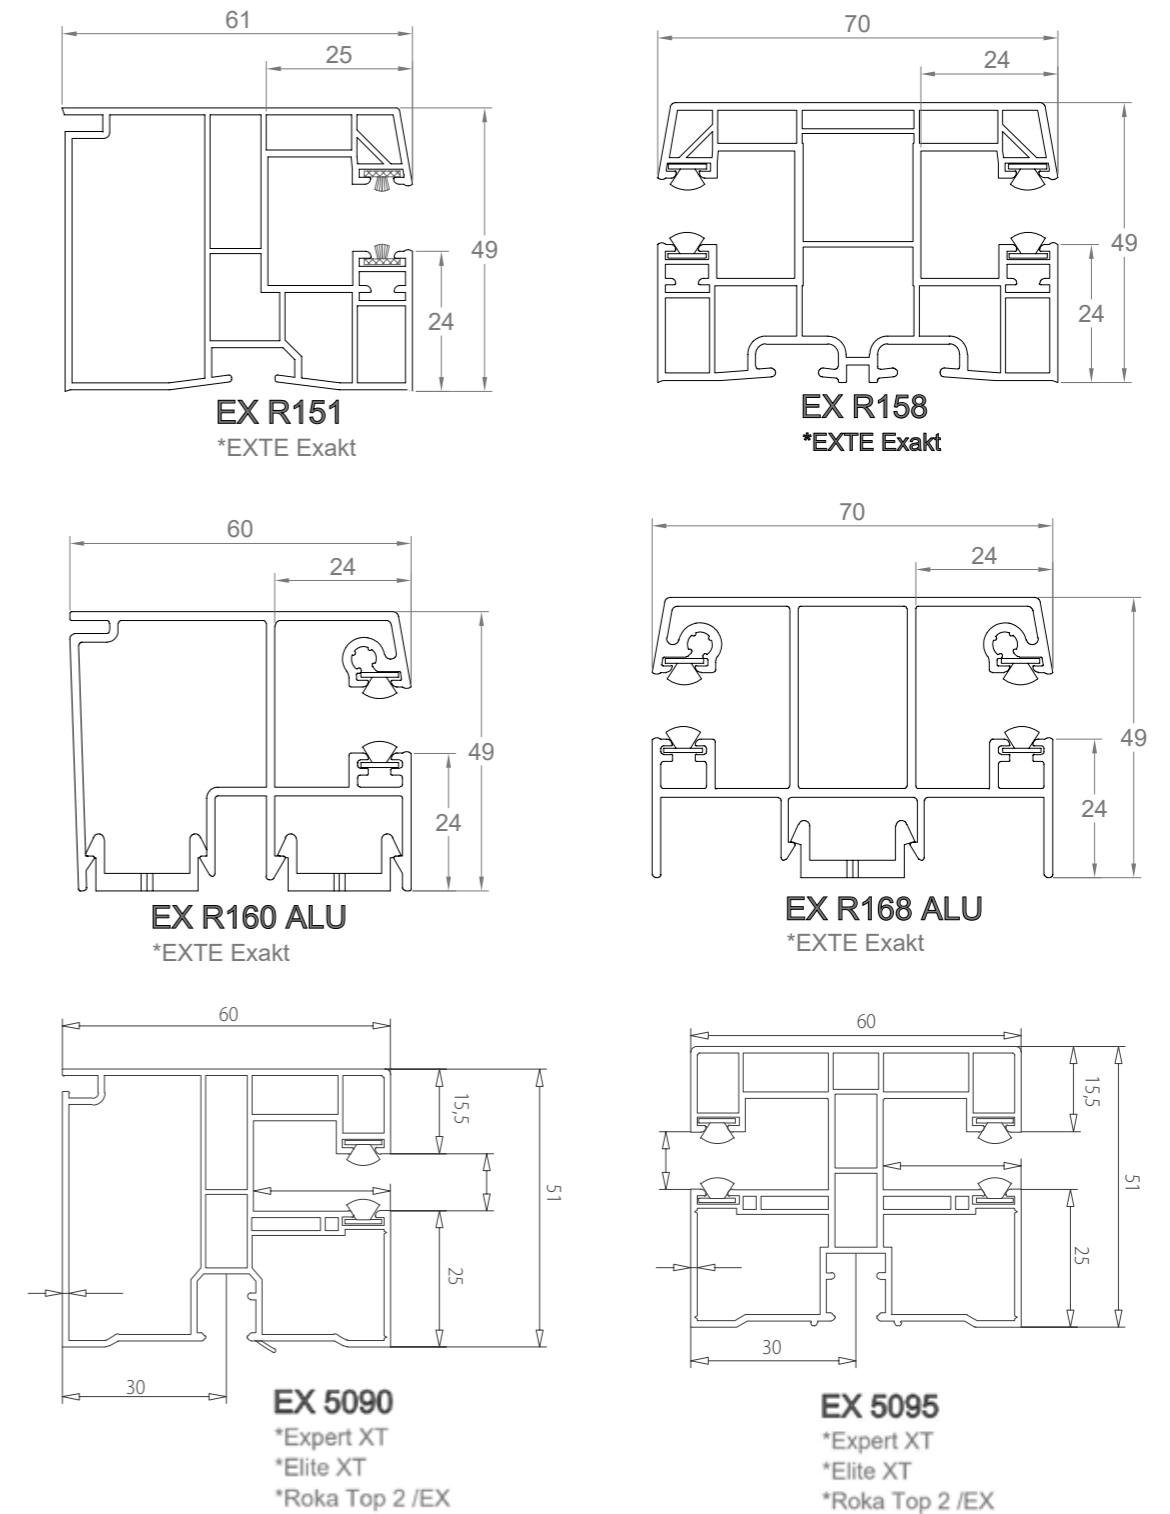 61
25
49
24
EX R151
*EXTE Exakt
70
24
49
24
EX R158
*EXTE Exakt
60
24
49
24
EX R160 ALU
*EXTE Exakt
70
24
49
24
EX R168 ALU
*EXTE Exakt
60
15,5
51
25
30
EX 5090
*Expert XT
*Elite XT
*Roka Top 2 /EX
60
15,5
51
25
30
EX 5095
*Expert XT
*Elite XT
*Roka Top 2 /EX